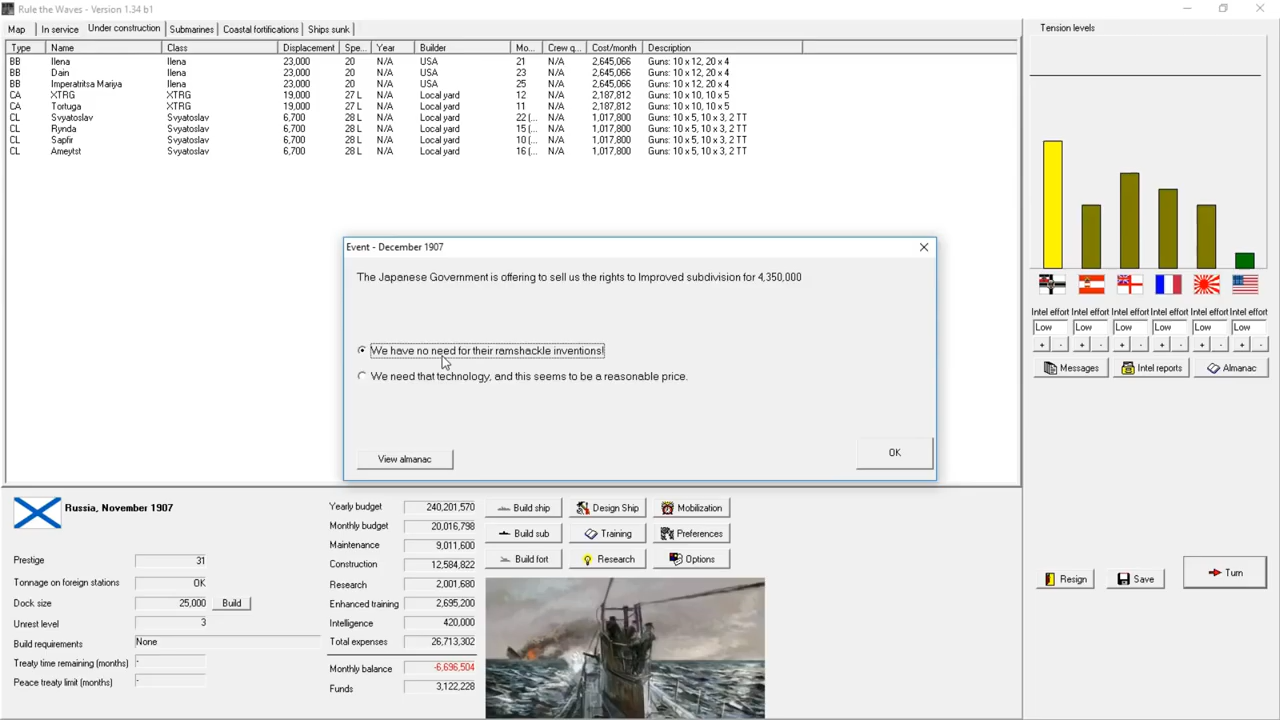 Rule the Waves - Version 1.34 b1
Map In service Under construction Submarines Coastal fortifications Ships sunk
Type Name Class Displacement Spe... Year Builder Mo... Crew q... Cost/month Description
BB Ilena Ilena 23,000 20 N/A USA 21 N/A 2,645,066 Guns: 10 x 12, 20 x 4
BB Dain Ilena 23,000 20 N/A USA 23 N/A 2,645,066 Guns: 10 x 12, 20 x 4
BB Imperatritsa Mariya Ilena 23,000 20 N/A USA 25 N/A 2,645,066 Guns: 10 x 12, 20 x 4
CA XTRG XTRG 19,000 27 L N/A Local yard 12 N/A 2,187,812 Guns: 10 x 10, 10 x 5
CA Tortuga XTRG 19,000 27 L N/A Local yard 11 N/A 2,187,812 Guns: 10 x 10, 10 x 5
CL Svyatoslav Svyatoslav 6,700 28 L N/A Local yard 22 (... N/A 1,017,800 Guns: 10 x 5, 10 x 3, 2 TT
CL Rynda Svyatoslav 6,700 28 L N/A Local yard 15 (... N/A 1,017,800 Guns: 10 x 5, 10 x 3, 2 TT
CL Sapfir Svyatoslav 6,700 28 L N/A Local yard 10 (... N/A 1,017,800 Guns: 10 x 5, 10 x 3, 2 TT
CL Ameytst Svyatoslav 6,700 28 L N/A Local yard 16 (... N/A 1,017,800 Guns: 10 x 5, 10 x 3, 2 TT
Event - December 1907
The Japanese Government is offering to sell us the rights to Improved subdivision for 4,350,000
We have no need for their ramshackle inventions!
We need that technology, and this seems to be a reasonable price.
View almanac OK
Tension levels
Intel effort Intel effort Intel effort Intel effort Intel effort Intel effort
Low Low Low Low Low Low
+ - + - + - + - + - + -
Messages Intel reports Almanac
Russia, November 1907
Prestige 31
Tonnage on foreign stations OK
Dock size 25,000 Build
Unrest level 3
Build requirements None
Treaty time remaining (months) -
Peace treaty limit (months) -
Yearly budget 240,201,570
Monthly budget 20,016,798
Maintenance 9,011,600
Construction 12,584,822
Research 2,001,680
Enhanced training 2,695,200
Intelligence 420,000
Total expenses 26,713,302
Monthly balance -6,696,504
Funds 3,122,228
Build ship Design Ship Mobilization
Build sub Training Preferences
Build fort Research Options
Resign Save Turn